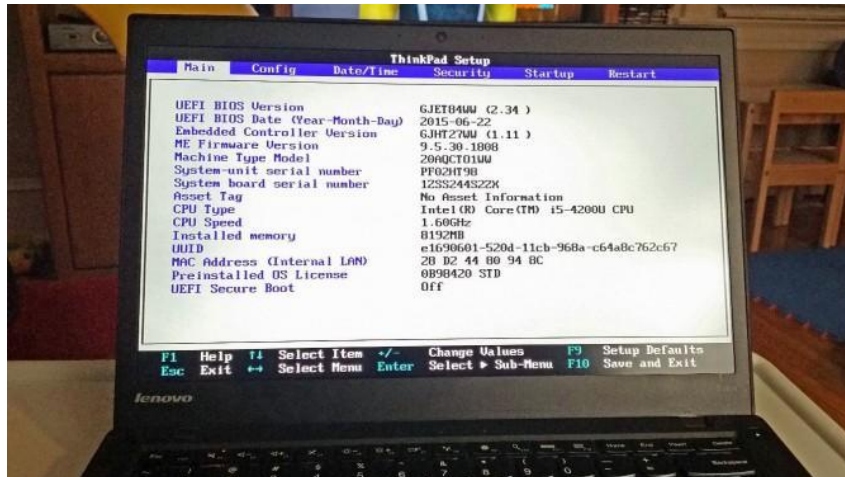 ThinkPad Setup
Main Config Date/Time Security Startup Restart
UEFI BIOS Version GJET84WW (2.34 )
UEFI BIOS Date (Year-Month-Day) 2015-06-22
Embedded Controller Version GJHT27WW (1.11 )
ME Firmware Version 9.5.30.1808
Machine Type Model 20AQCTO1WW
System-unit serial number PF02HT98
System board serial number 1ZSS244S2ZX
Asset Tag No Asset Information
CPU Type Intel(R) Core(TM) i5-4200U CPU
CPU Speed 1.60GHz
Installed memory 8192MB
UUID e1690601-520d-11cb-968a-c64a8c762c67
MAC Address (Internal LAN) 28 D2 44 80 94 8C
Preinstalled OS License 0B98420 STD
UEFI Secure Boot Off
F1 Help ↑↓ Select Item +/- Change Values F9 Setup Defaults
Esc Exit ↔ Select Menu Enter Select ▶ Sub-Menu F10 Save and Exit
lenovo
Home End Insert Delete
Backspace